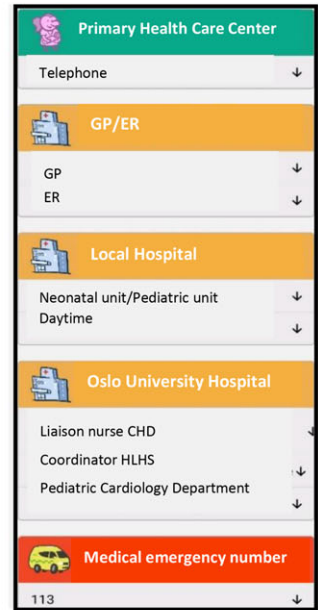 Primary Health Care Center
Telephone
GP/ER
GP
ER
Local Hospital
Neonatal unit/Pediatric unit
Daytime
Oslo University Hospital
Liaison nurse CHD
Coordinator HLHS
Pediatric Cardiology Department
Medical emergency number
113